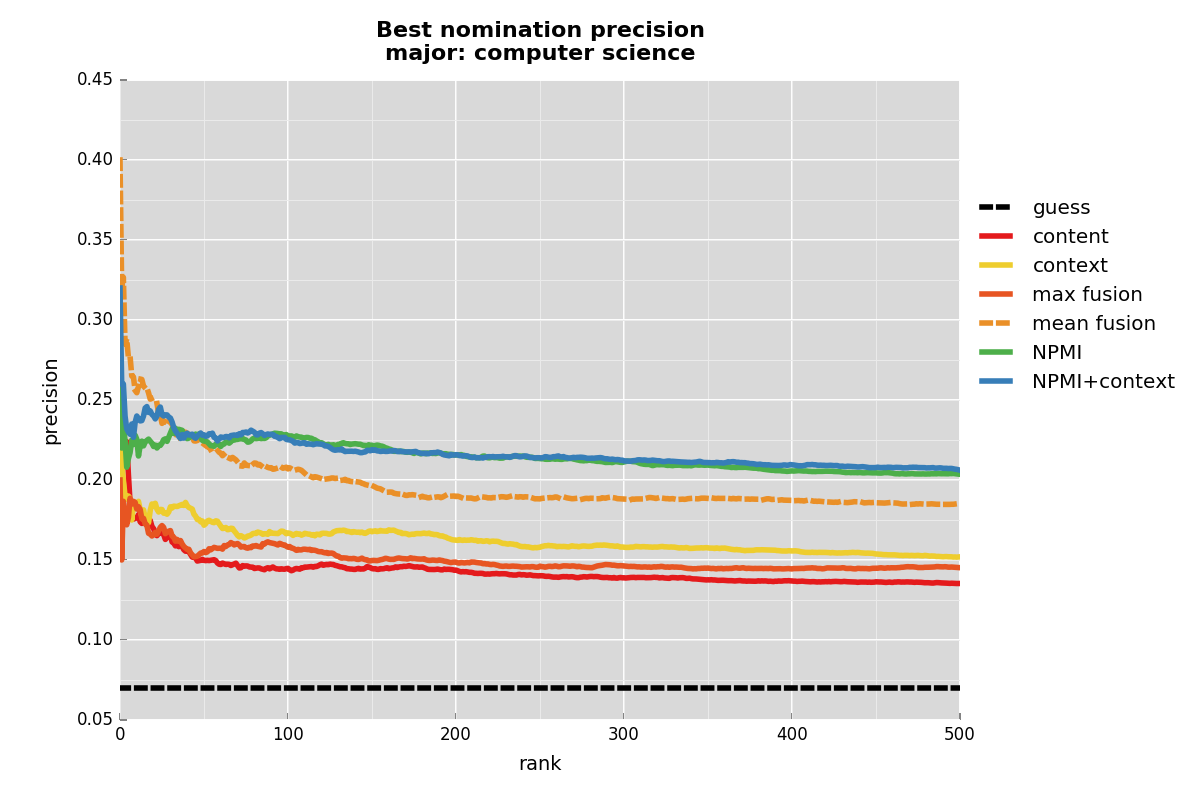 Best nomination precision
major: computer science
precision
0.45
0.40
0.35
0.30
0.25
0.20
0.15
0.10
0.05
0
100
200
300
400
500
rank
guess
content
context
max fusion
mean fusion
NPMI
NPMI+context